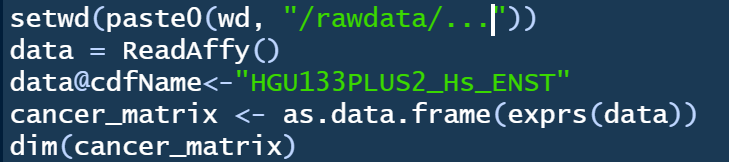 setwd(paste0(wd, "/rawdata/..."))
data = ReadAffy()
data@cdfName<-"HGU133PLUS2_Hs_ENST"
cancer_matrix <- as.data.frame(exprs(data))
dim(cancer_matrix)